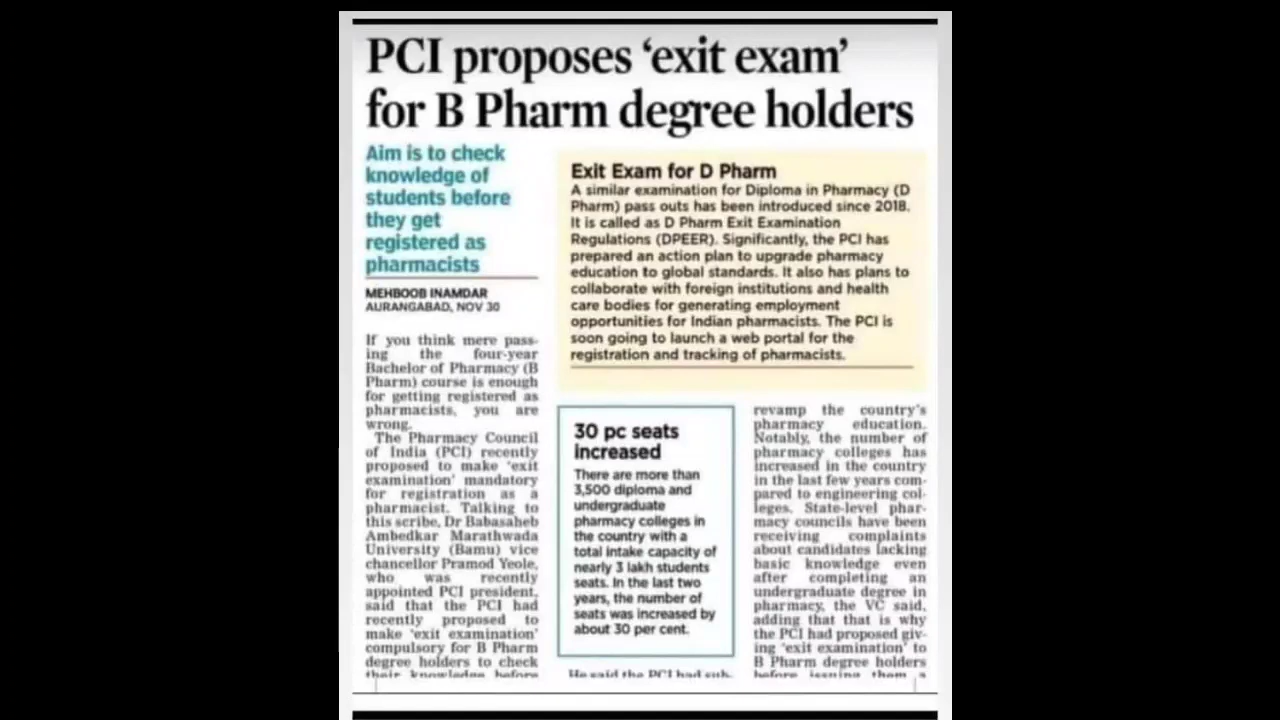 PCI proposes ‘exit exam’
for B Pharm degree holders
Aim is to check
knowledge of
students before
they get
registered as
pharmacists
MEHBOOB INAMDAR
AURANGABAD, NOV 30
If you think mere pass-
ing the four-year
Bachelor of Pharmacy (B
Pharm) course is enough
for getting registered as
pharmacists, you are
wrong.
The Pharmacy Council
of India (PCI) recently
proposed to make ‘exit
examination’ mandatory
for registration as a
pharmacist. Talking to
this scribe, Dr Babasaheb
Ambedkar Marathwada
University (Bamu) vice
chancellor Pramod Yeole,
who was recently
appointed PCI president,
said that the PCI had
recently proposed to
make ‘exit examination’
compulsory for B Pharm
degree holders to check
their knowledge before
Exit Exam for D Pharm
A similar examination for Diploma in Pharmacy (D
Pharm) pass outs has been introduced since 2018.
It is called as D Pharm Exit Examination
Regulations (DPEER). Significantly, the PCI has
prepared an action plan to upgrade pharmacy
education to global standards. It also has plans to
collaborate with foreign institutions and health
care bodies for generating employment
opportunities for Indian pharmacists. The PCI is
soon going to launch a web portal for the
registration and tracking of pharmacists.
30 pc seats
increased
There are more than
3,500 diploma and
undergraduate
pharmacy colleges in
the country with a
total intake capacity of
nearly 3 lakh students
seats. In the last two
years, the number of
seats was increased by
about 30 per cent.
He said the PCI had sub-
revamp the country’s
pharmacy education.
Notably, the number of
pharmacy colleges has
increased in the country
in the last few years com-
pared to engineering col-
leges. State-level phar-
macy councils have been
receiving complaints
about candidates lacking
basic knowledge even
after completing an
undergraduate degree in
pharmacy, the VC said,
adding that that is why
the PCI had proposed giv-
ing ‘exit examination’ to
B Pharm degree holders
before issuing them a